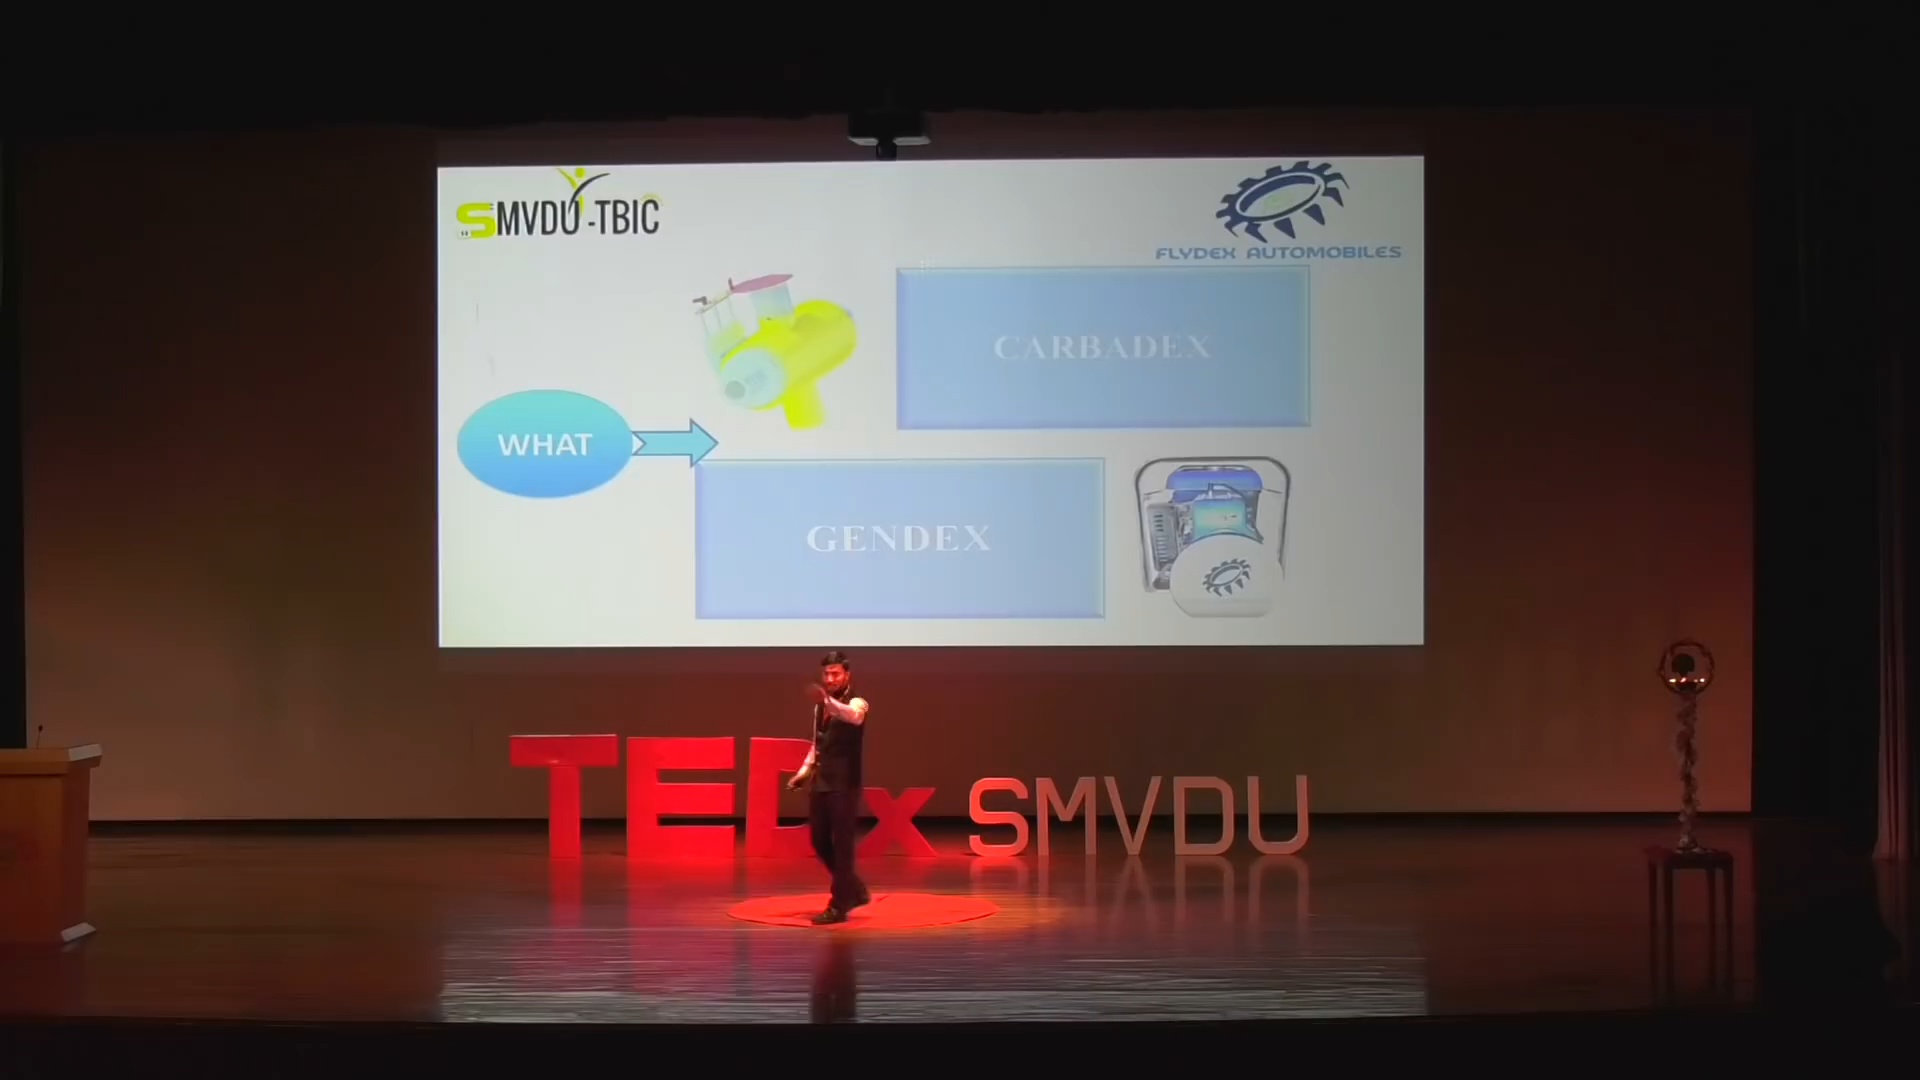 SMVDU-TBIC
FLYDEX AUTOMOBILES
CARBADEX
WHAT
GENDEX
TEDx SMVDU